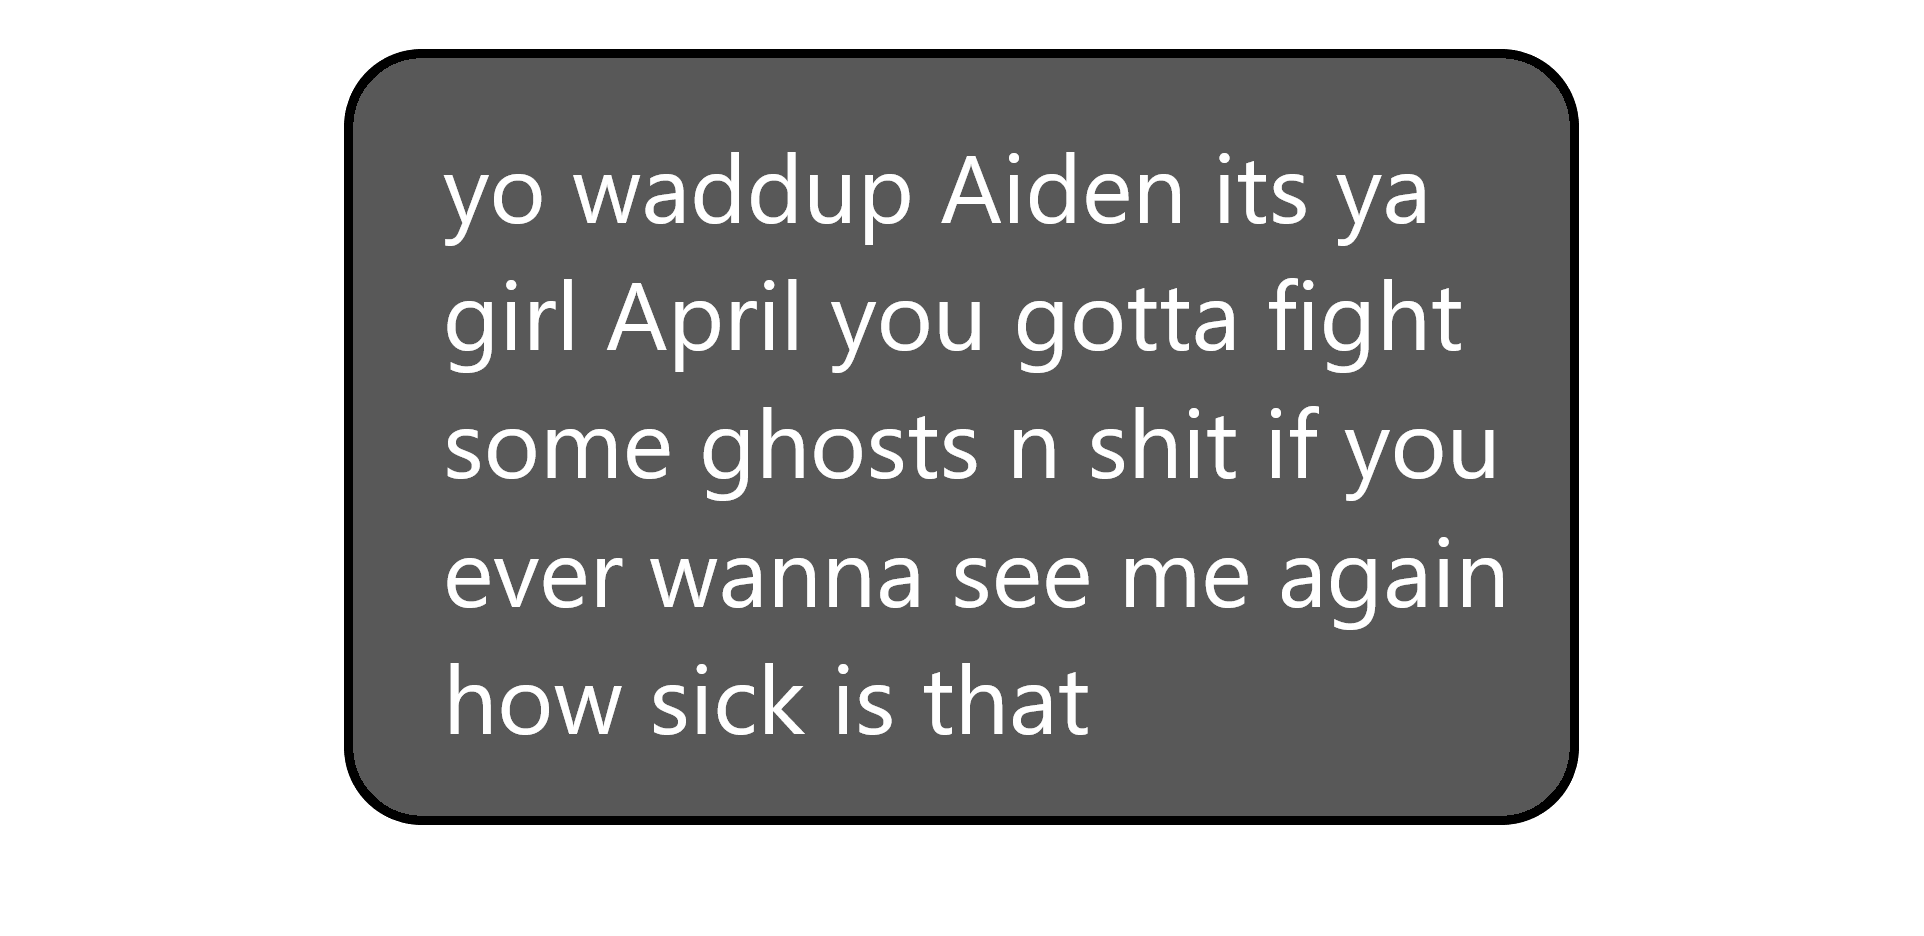 yo waddup Aiden its ya
girl April you gotta fight
some ghosts n shit if you
ever wanna see me again
how sick is that